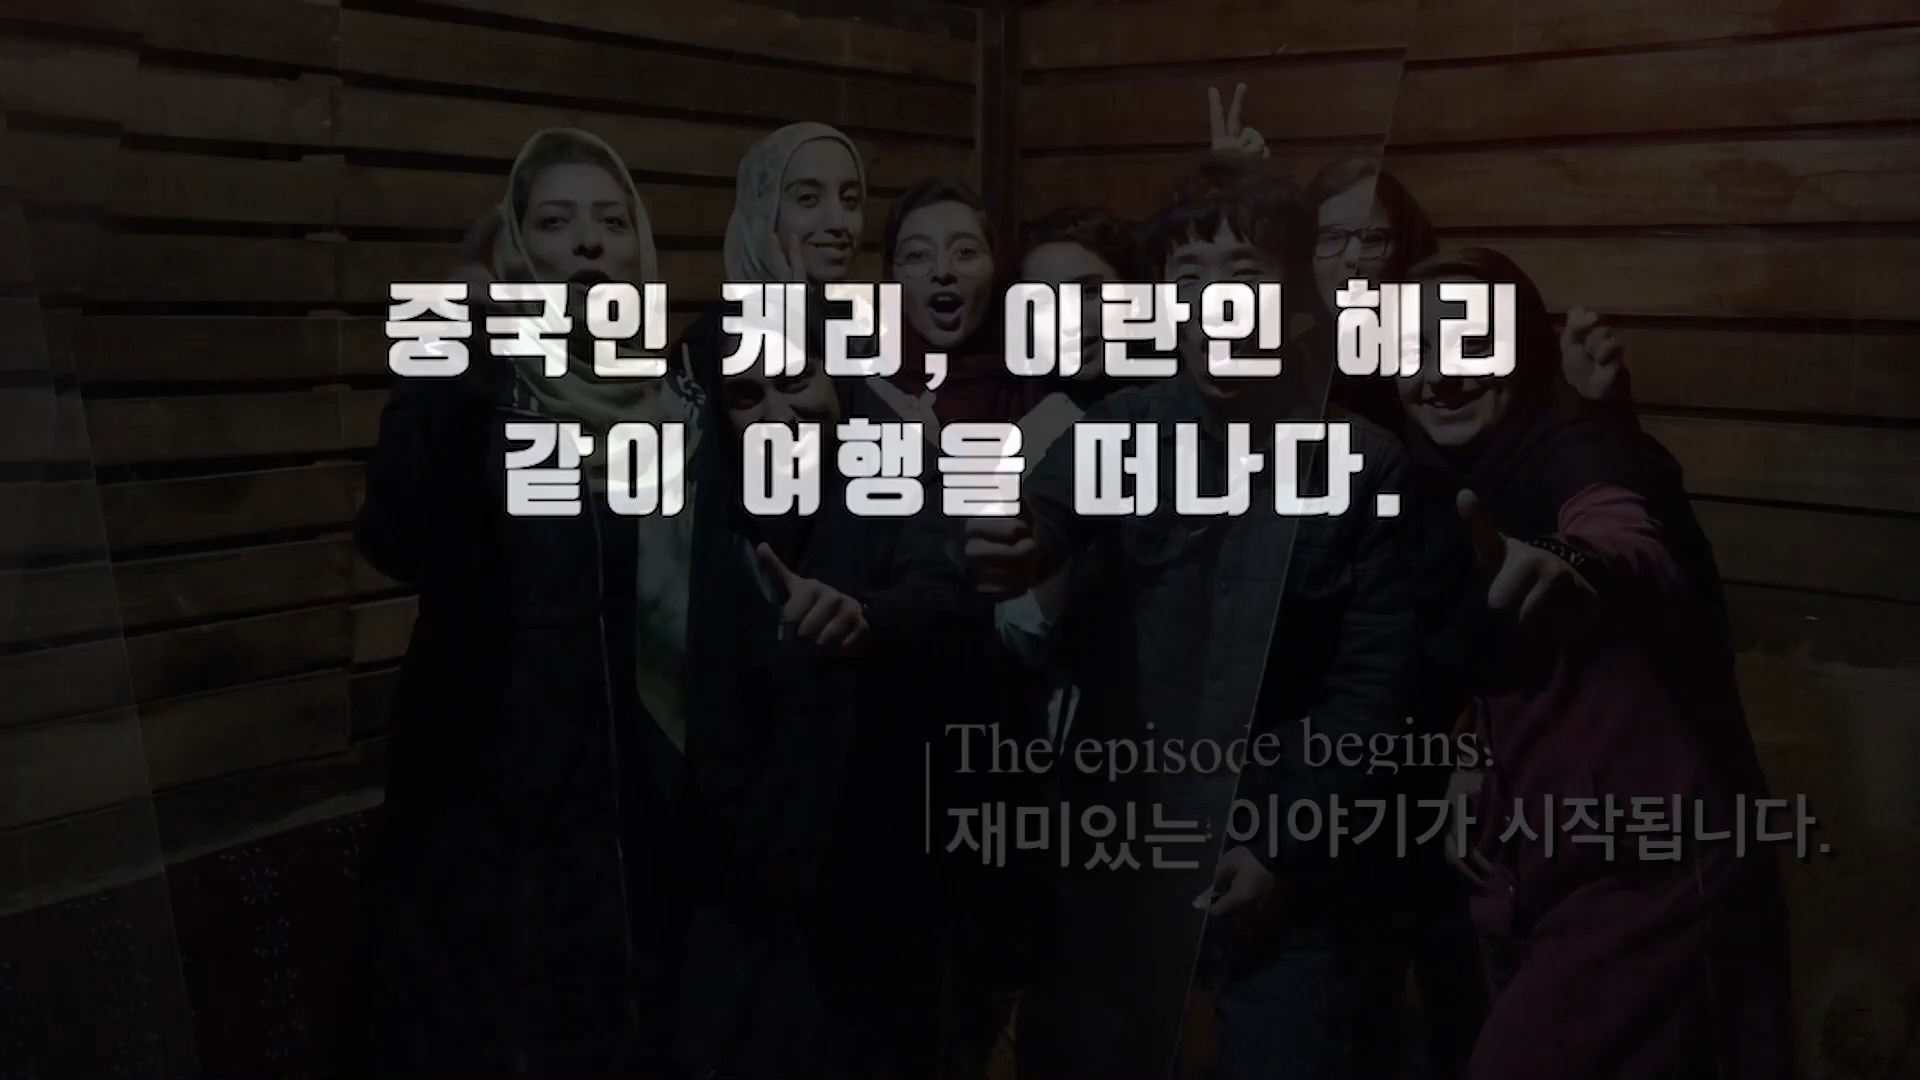 중국인 케리, 이란인 헤리
같이 여행을 떠나다.
The episode begins.
재미있는 이야기가 시작됩니다.